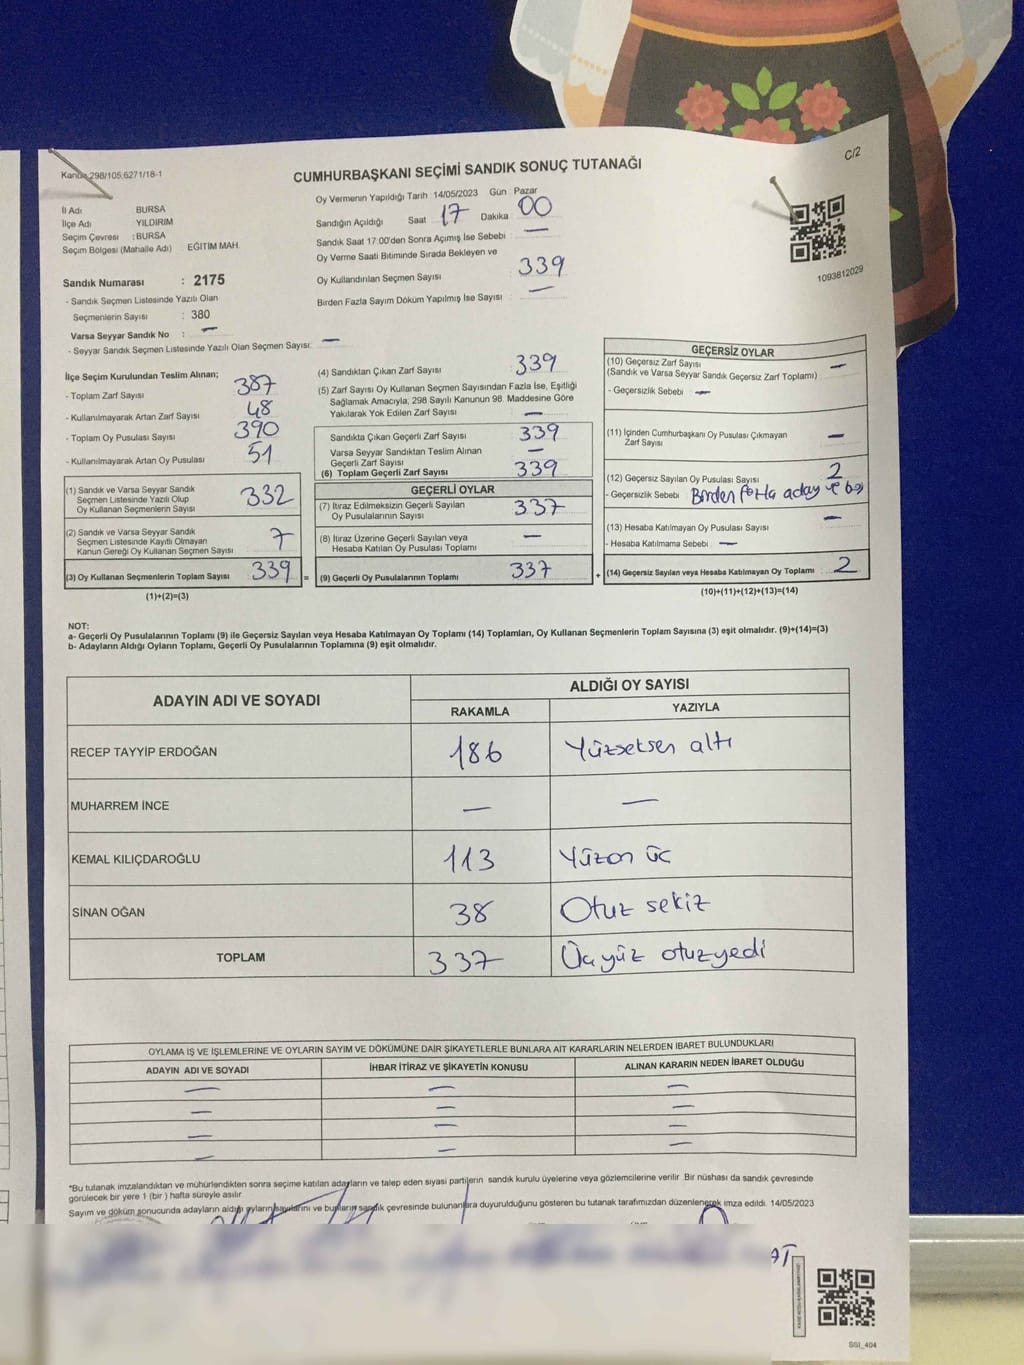 C/2
Kanun 298/105;6271/18-1
CUMHURBAŞKANI SEÇİMİ SANDIK SONUÇ TUTANAĞI
1093812029
İl Adı BURSA
İlçe Adı YILDIRIM
Seçim Çevresi : BURSA
Seçim Bölgesi (Mahalle Adı) EĞİTİM MAH.
Sandık Numarası : 2175
- Sandık Seçmen Listesinde Yazılı Olan
Seçmenlerin Sayısı : 380
Varsa Seyyar Sandık No : —
- Seyyar Sandık Seçmen Listesinde Yazılı Olan Seçmen Sayısı: —
Oy Vermenin Yapıldığı Tarih :14/05/2023 Gün : Pazar
Sandığın Açıldığı Saat 17 Dakika 00
Sandık Saat 17:00'den Sonra Açımış İse Sebebi : —
Oy Verme Saati Bitiminde Sırada Bekleyen ve
Oy Kullandırılan Seçmen Sayısı : 339
Birden Fazla Sayım Döküm Yapılmış İse Sayısı : —
İlçe Seçim Kurulundan Teslim Alınan;
- Toplam Zarf Sayısı 387
- Kullanılmayarak Artan Zarf Sayısı 48
- Toplam Oy Pusulası Sayısı 390
- Kullanılmayarak Artan Oy Pusulası 51
(1) Sandık ve Varsa Seyyar Sandık
Seçmen Listesinde Yazılı Olup
Oy Kullanan Seçmenlerin Sayısı 332
(2) Sandık ve Varsa Seyyar Sandık
Seçmen Listesinde Kayıtlı Olmayan
Kanun Gereği Oy Kullanan Seçmen Sayısı 7
(3) Oy Kullanan Seçmenlerin Toplam Sayısı 339 =
(1)+(2)=(3)
(4) Sandıktan Çıkan Zarf Sayısı : 339
(5) Zarf Sayısı Oy Kullanan Seçmen Sayısından Fazla İse, Eşitliği
Sağlamak Amacıyla; 298 Sayılı Kanunun 98. Maddesine Göre
Yakılarak Yok Edilen Zarf Sayısı : —
Sandıkta Çıkan Geçerli Zarf Sayısı : 339
Varsa Seyyar Sandıktan Teslim Alınan
Geçerli Zarf Sayısı : —
(6) Toplam Geçerli Zarf Sayısı : 339
GEÇERLİ OYLAR
(7) İtiraz Edilmeksizin Geçerli Sayılan
Oy Pusulalarının Sayısı : 337
(8) İtiraz Üzerine Geçerli Sayılan veya
Hesaba Katılan Oy Pusulası Toplamı : —
(9) Geçerli Oy Pusulalarının Toplamı : 337 +
GEÇERSİZ OYLAR
(10) Geçersiz Zarf Sayısı
(Sandık ve Varsa Seyyar Sandık Geçersiz Zarf Toplamı) : —
- Geçersizlik Sebebi : —
(11) İçinden Cumhurbaşkanı Oy Pusulası Çıkmayan
Zarf Sayısı : —
(12) Geçersiz Sayılan Oy Pusulası Sayısı : 2
- Geçersizlik Sebebi : Birden fazla aday ve boş
(13) Hesaba Katılmayan Oy Pusulası Sayısı : —
- Hesaba Katılmama Sebebi : —
(14) Geçersiz Sayılan veya Hesaba Katılmayan Oy Toplamı : 2
(10)+(11)+(12)+(13)=(14)
NOT:
a- Geçerli Oy Pusulalarının Toplamı (9) ile Geçersiz Sayılan veya Hesaba Katılmayan Oy Toplamı (14) Toplamları, Oy Kullanan Seçmenlerin Toplam Sayısına (3) eşit olmalıdır. (9)+(14)=(3)
b- Adayların Aldığı Oyların Toplamı, Geçerli Oy Pusulalarının Toplamına (9) eşit olmalıdır.
ADAYIN ADI VE SOYADI ALDIĞI OY SAYISI
RAKAMLA YAZIYLA
RECEP TAYYİP ERDOĞAN 186 Yüzseksen altı
MUHARREM İNCE — —
KEMAL KILIÇDAROĞLU 113 Yüzon üç
SİNAN OĞAN 38 Otuz sekiz
TOPLAM 337 Üçyüz otuzyedi
OYLAMA İŞ VE İŞLEMLERİNE VE OYLARIN SAYIM VE DÖKÜMÜNE DAİR ŞİKAYETLERLE BUNLARA AİT KARARLARIN NELERDEN İBARET BULUNDUKLARI
ADAYIN ADI VE SOYADI İHBAR İTİRAZ VE ŞİKAYETİN KONUSU ALINAN KARARIN NEDEN İBARET OLDUĞU
— — —
— — —
— — —
— — —
*Bu tutanak imzalandıktan ve mühürlendikten sonra seçime katılan adayların ve talep eden siyasi partilerin sandık kurulu üyelerine veya gözlemcilerine verilir. Bir nüshası da sandık çevresinde
görülecek bir yere 1 (bir ) hafta süreyle asılır.
Sayım ve döküm sonucunda adayların aldığı oyların sayılarını ve bunların sandık çevresinde bulunanlara duyurulduğunu gösteren bu tutanak tarafımızdan düzenlenerek imza edildi. 14/05/2023
SSI_404